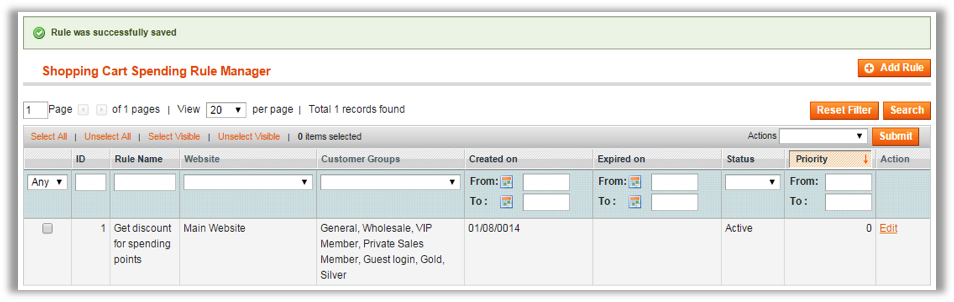 Rule was successfully saved
Shopping Cart Spending Rule Manager
Add Rule
1 Page of 1 pages | View 20 per page | Total 1 records found
Reset Filter Search
Select All | Unselect All | Select Visible | Unselect Visible | 0 items selected
Actions Submit
ID Rule Name Website Customer Groups Created on Expired on Status Priority Action
Any From: From: From:
To : To : To :
1 Get discount Main Website General, Wholesale, VIP 01/08/0014 Active 0 Edit
for spending Member, Private Sales
points Member, Guest login, Gold,
Silver